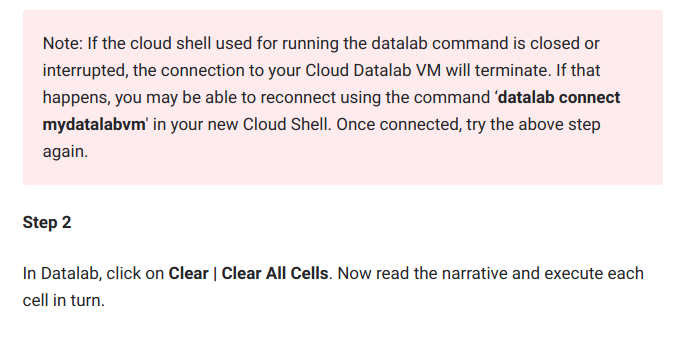 Note: If the cloud shell used for running the datalab command is closed or
interrupted, the connection to your Cloud Datalab VM will terminate. If that
happens, you may be able to reconnect using the command ‘datalab connect
mydatalabvm' in your new Cloud Shell. Once connected, try the above step
again.
Step 2
In Datalab, click on Clear | Clear All Cells. Now read the narrative and execute each
cell in turn.